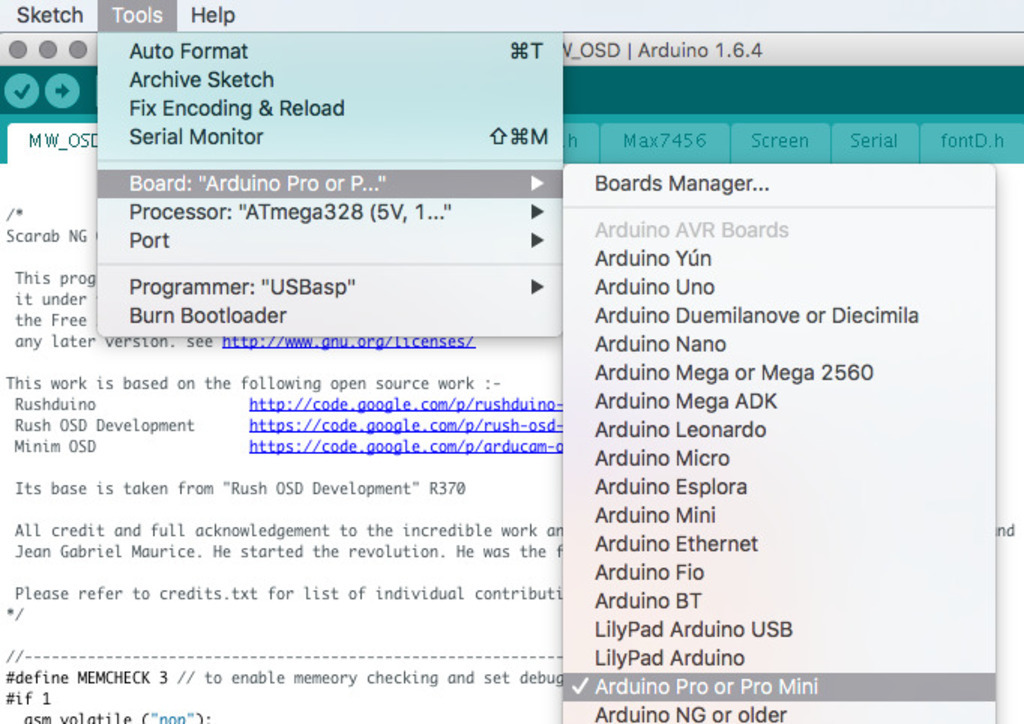 Sketch Tools Help
W_OSD | Arduino 1.6.4
Auto Format ⌘T
Archive Sketch
Fix Encoding & Reload
Serial Monitor ⇧⌘M
Board: "Arduino Pro or P..."
Processor: "ATmega328 (5V, 1..."
Port
Programmer: "USBasp"
Burn Bootloader
MW_OSD .h Max7456 Screen Serial fontD.h
Boards Manager...
Arduino AVR Boards
Arduino Yún
Arduino Uno
Arduino Duemilanove or Diecimila
Arduino Nano
Arduino Mega or Mega 2560
Arduino Mega ADK
Arduino Leonardo
Arduino Micro
Arduino Esplora
Arduino Mini
Arduino Ethernet
Arduino Fio
Arduino BT
LilyPad Arduino USB
LilyPad Arduino
✓ Arduino Pro or Pro Mini
Arduino NG or older
/*
Scarab NG
This prog
it under
the Free
any later version. see http://www.gnu.org/licenses/
This work is based on the following open source work :-
Rushduino http://code.google.com/p/rushduino-
Rush OSD Development https://code.google.com/p/rush-osd-
Minim OSD https://code.google.com/p/arducam-o
Its base is taken from "Rush OSD Development" R370
All credit and full acknowledgement to the incredible work an nd
Jean Gabriel Maurice. He started the revolution. He was the f
Please refer to credits.txt for list of individual contributi
*/
//----------------------------------------------------------
#define MEMCHECK 3 // to enable memeory checking and set debug
#if 1
asm volatile ("nop");